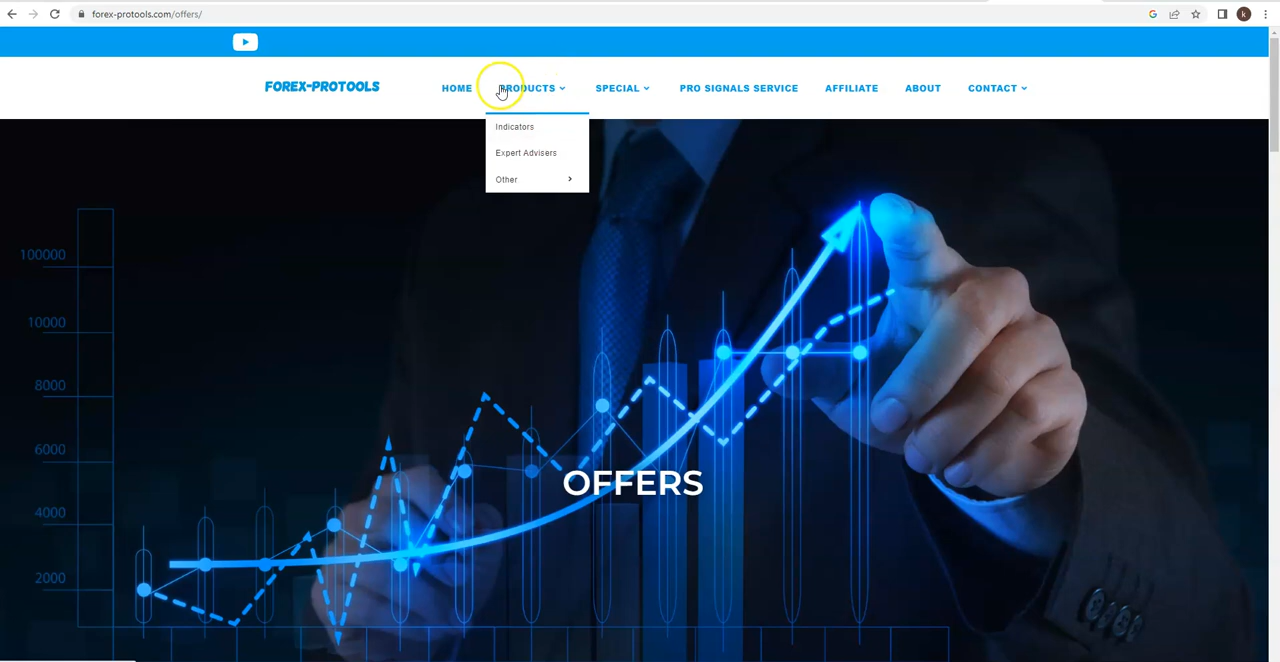 forex-protools.com/offers/
k
FOREX-PROTOOLS
HOME
PRODUCTS
SPECIAL
PRO SIGNALS SERVICE
AFFILIATE
ABOUT
CONTACT
Indicators
Expert Advisers
Other
100000
10000
8000
6000
4000
2000
OFFERS